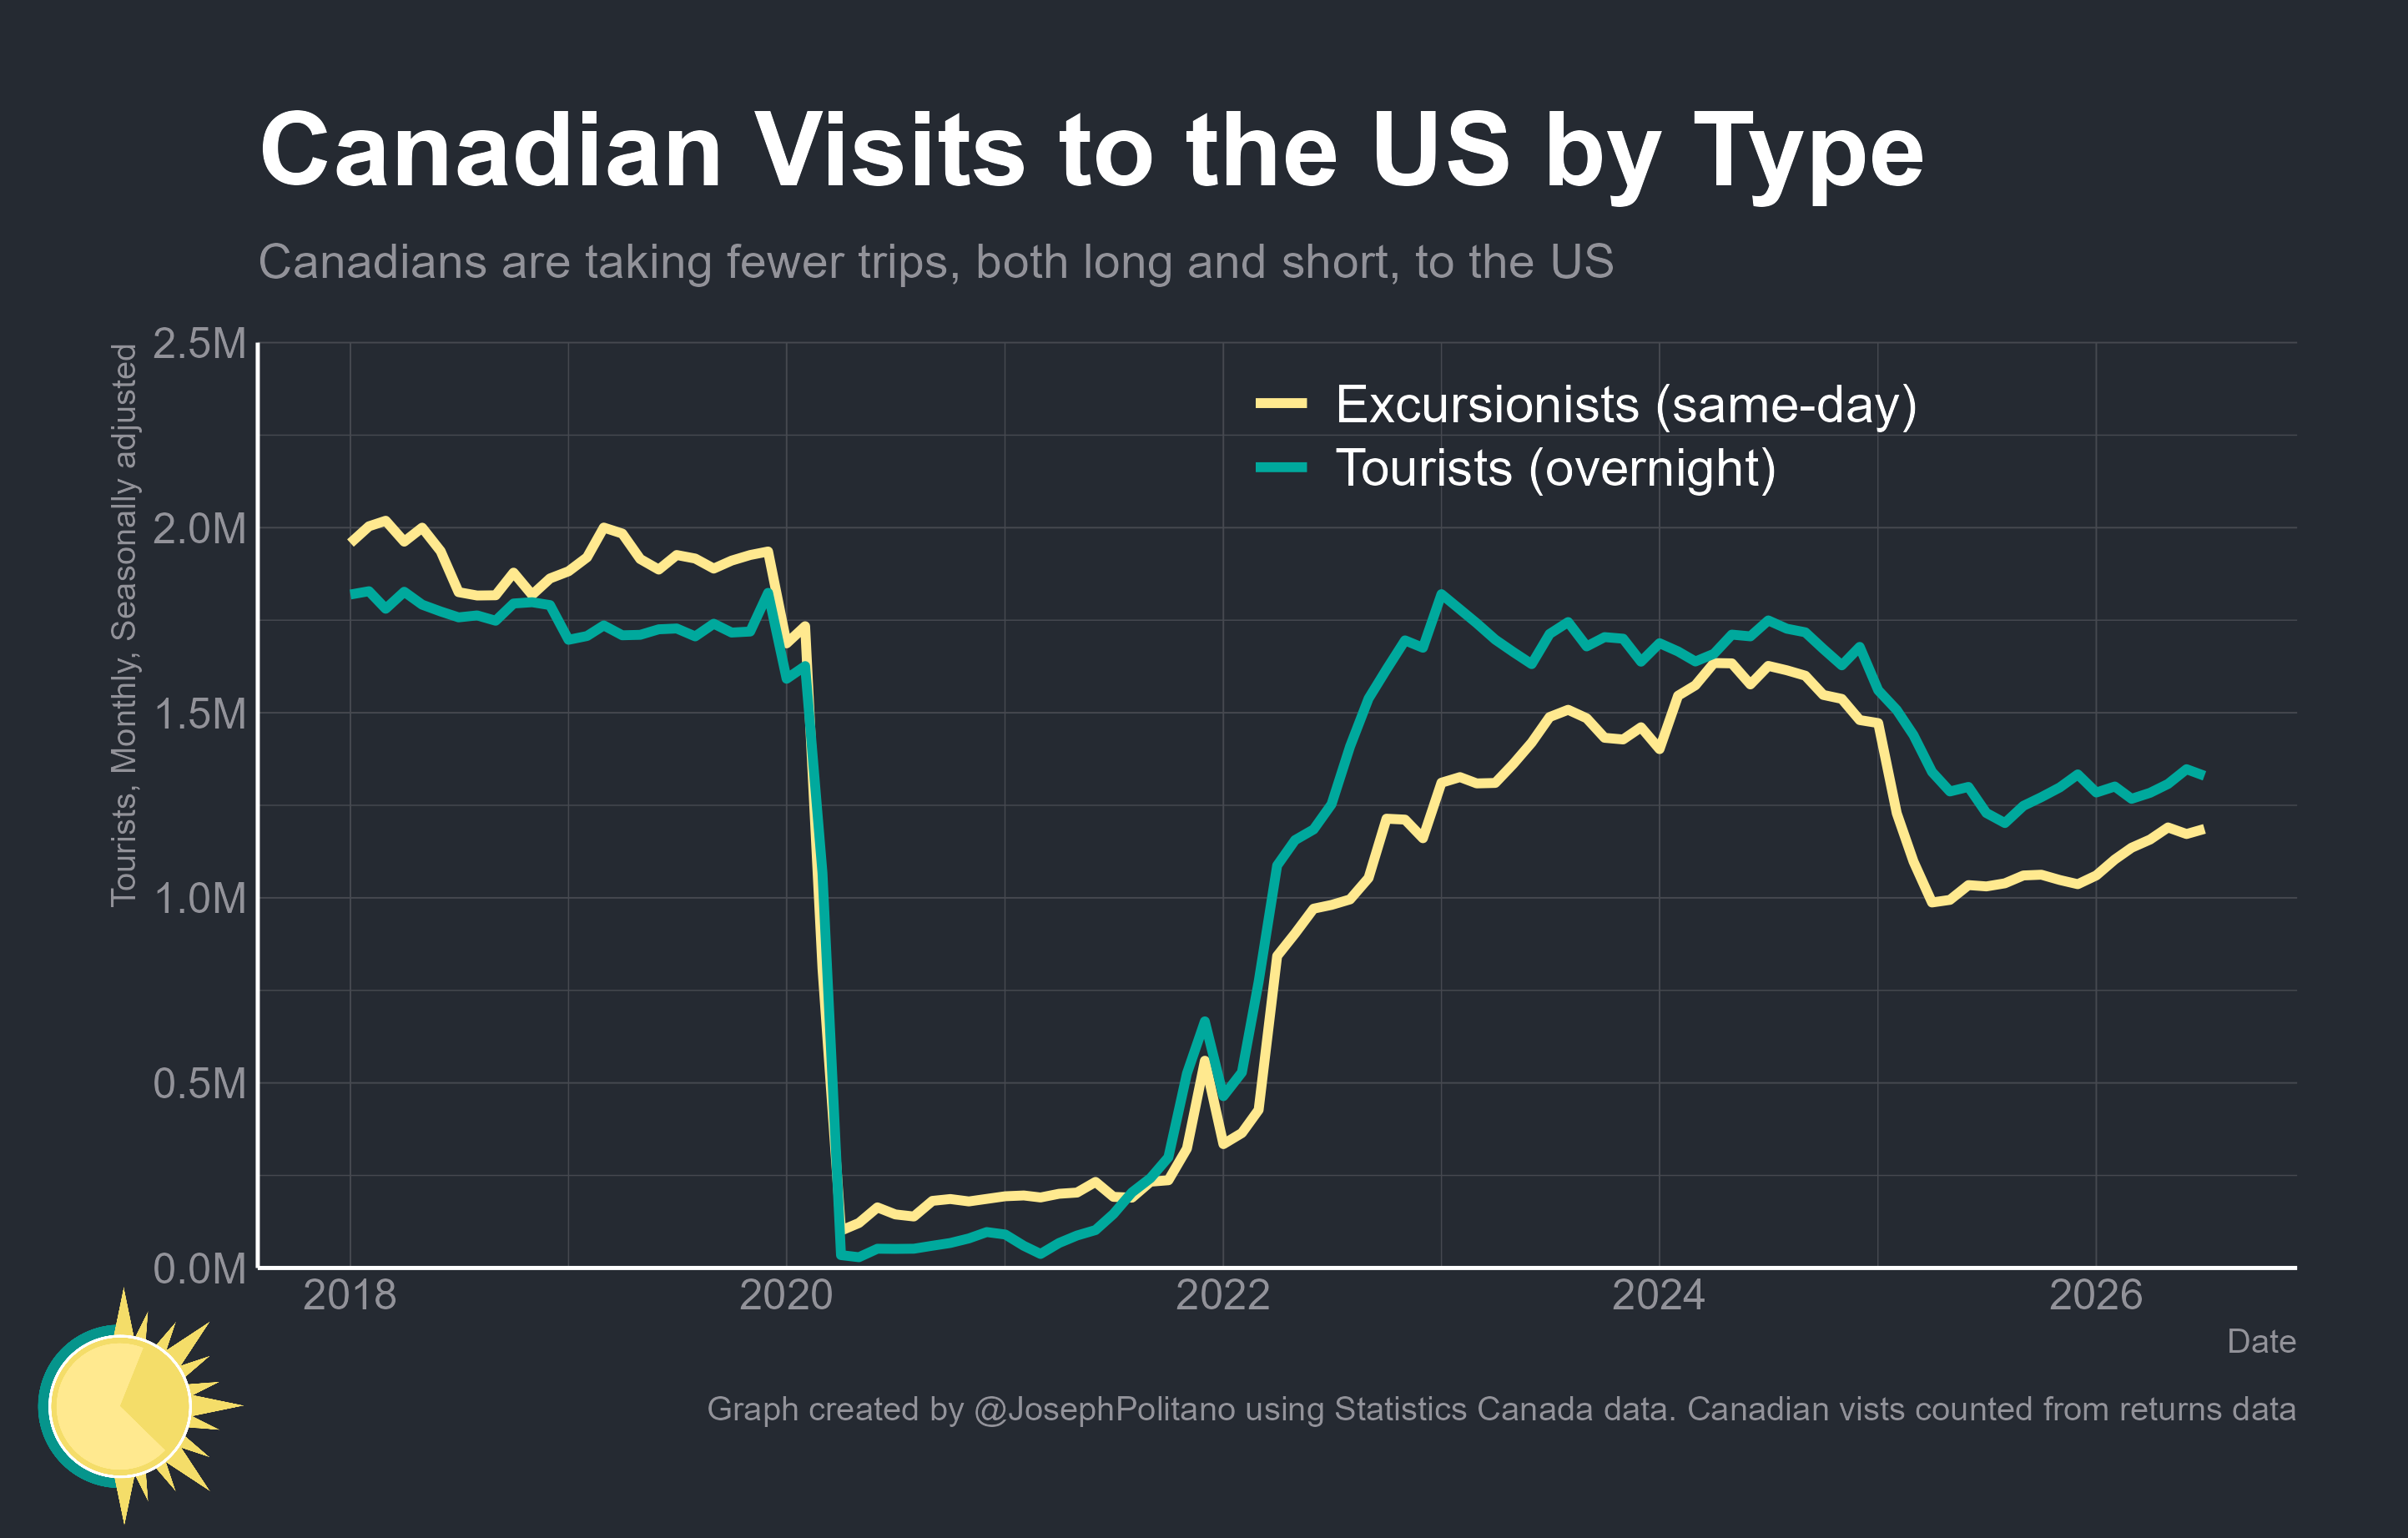 Canadian Visits to the US by Type
Canadians are taking fewer trips, both long and short, to the US
Tourists, Monthly, Seasonally adjusted
2.5M
2.0M
1.5M
1.0M
0.5M
0.0M
Excursionists (same-day)
Tourists (overnight)
2018
2020
2022
2024
2026
Date
Graph created by @JosephPolitano using Statistics Canada data. Canadian vists counted from returns data